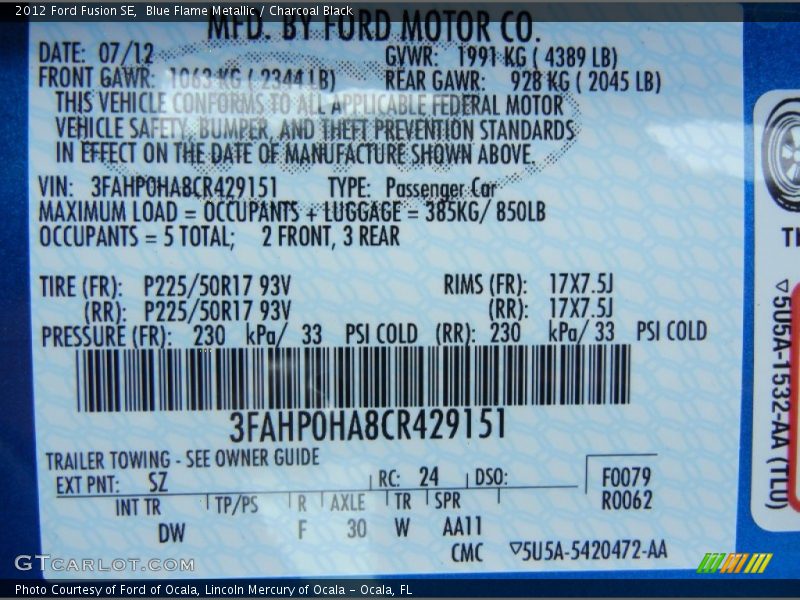 2012 Ford Fusion SE,  Blue Flame Metallic / Charcoal Black
MFD. BY FORD MOTOR CO.
DATE: 07/12 GVWR: 1991 KG ( 4389 LB)
FRONT GAWR: 1063 KG ( 2344 LB) REAR GAWR: 928 KG ( 2045 LB)
THIS VEHICLE CONFORMS TO ALL APPLICABLE FEDERAL MOTOR
VEHICLE SAFETY, BUMPER, AND THEFT PREVENTION STANDARDS
IN EFFECT ON THE DATE OF MANUFACTURE SHOWN ABOVE.
VIN: 3FAHP0HA8CR429151 TYPE: Passenger Car
MAXIMUM LOAD = OCCUPANTS + LUGGAGE = 385KG/ 850LB
OCCUPANTS = 5 TOTAL; 2 FRONT, 3 REAR
TIRE (FR): P225/50R17 93V RIMS (FR): 17X7.5J
(RR): P225/50R17 93V (RR): 17X7.5J
PRESSURE (FR): 230 kPa/ 33 PSI COLD (RR): 230 kPa/ 33 PSI COLD
3FAHP0HA8CR429151
TRAILER TOWING - SEE OWNER GUIDE
EXT PNT: SZ RC: 24 DSO: F0079
INT TR TP/PS R AXLE TR SPR R0062
DW F 30 W AA11
CMC ▽5U5A-5420472-AA
▽5U5A-1532-AA (TLU)
GTCARLOT.COM
Photo Courtesy of Ford of Ocala, Lincoln Mercury of Ocala - Ocala, FL